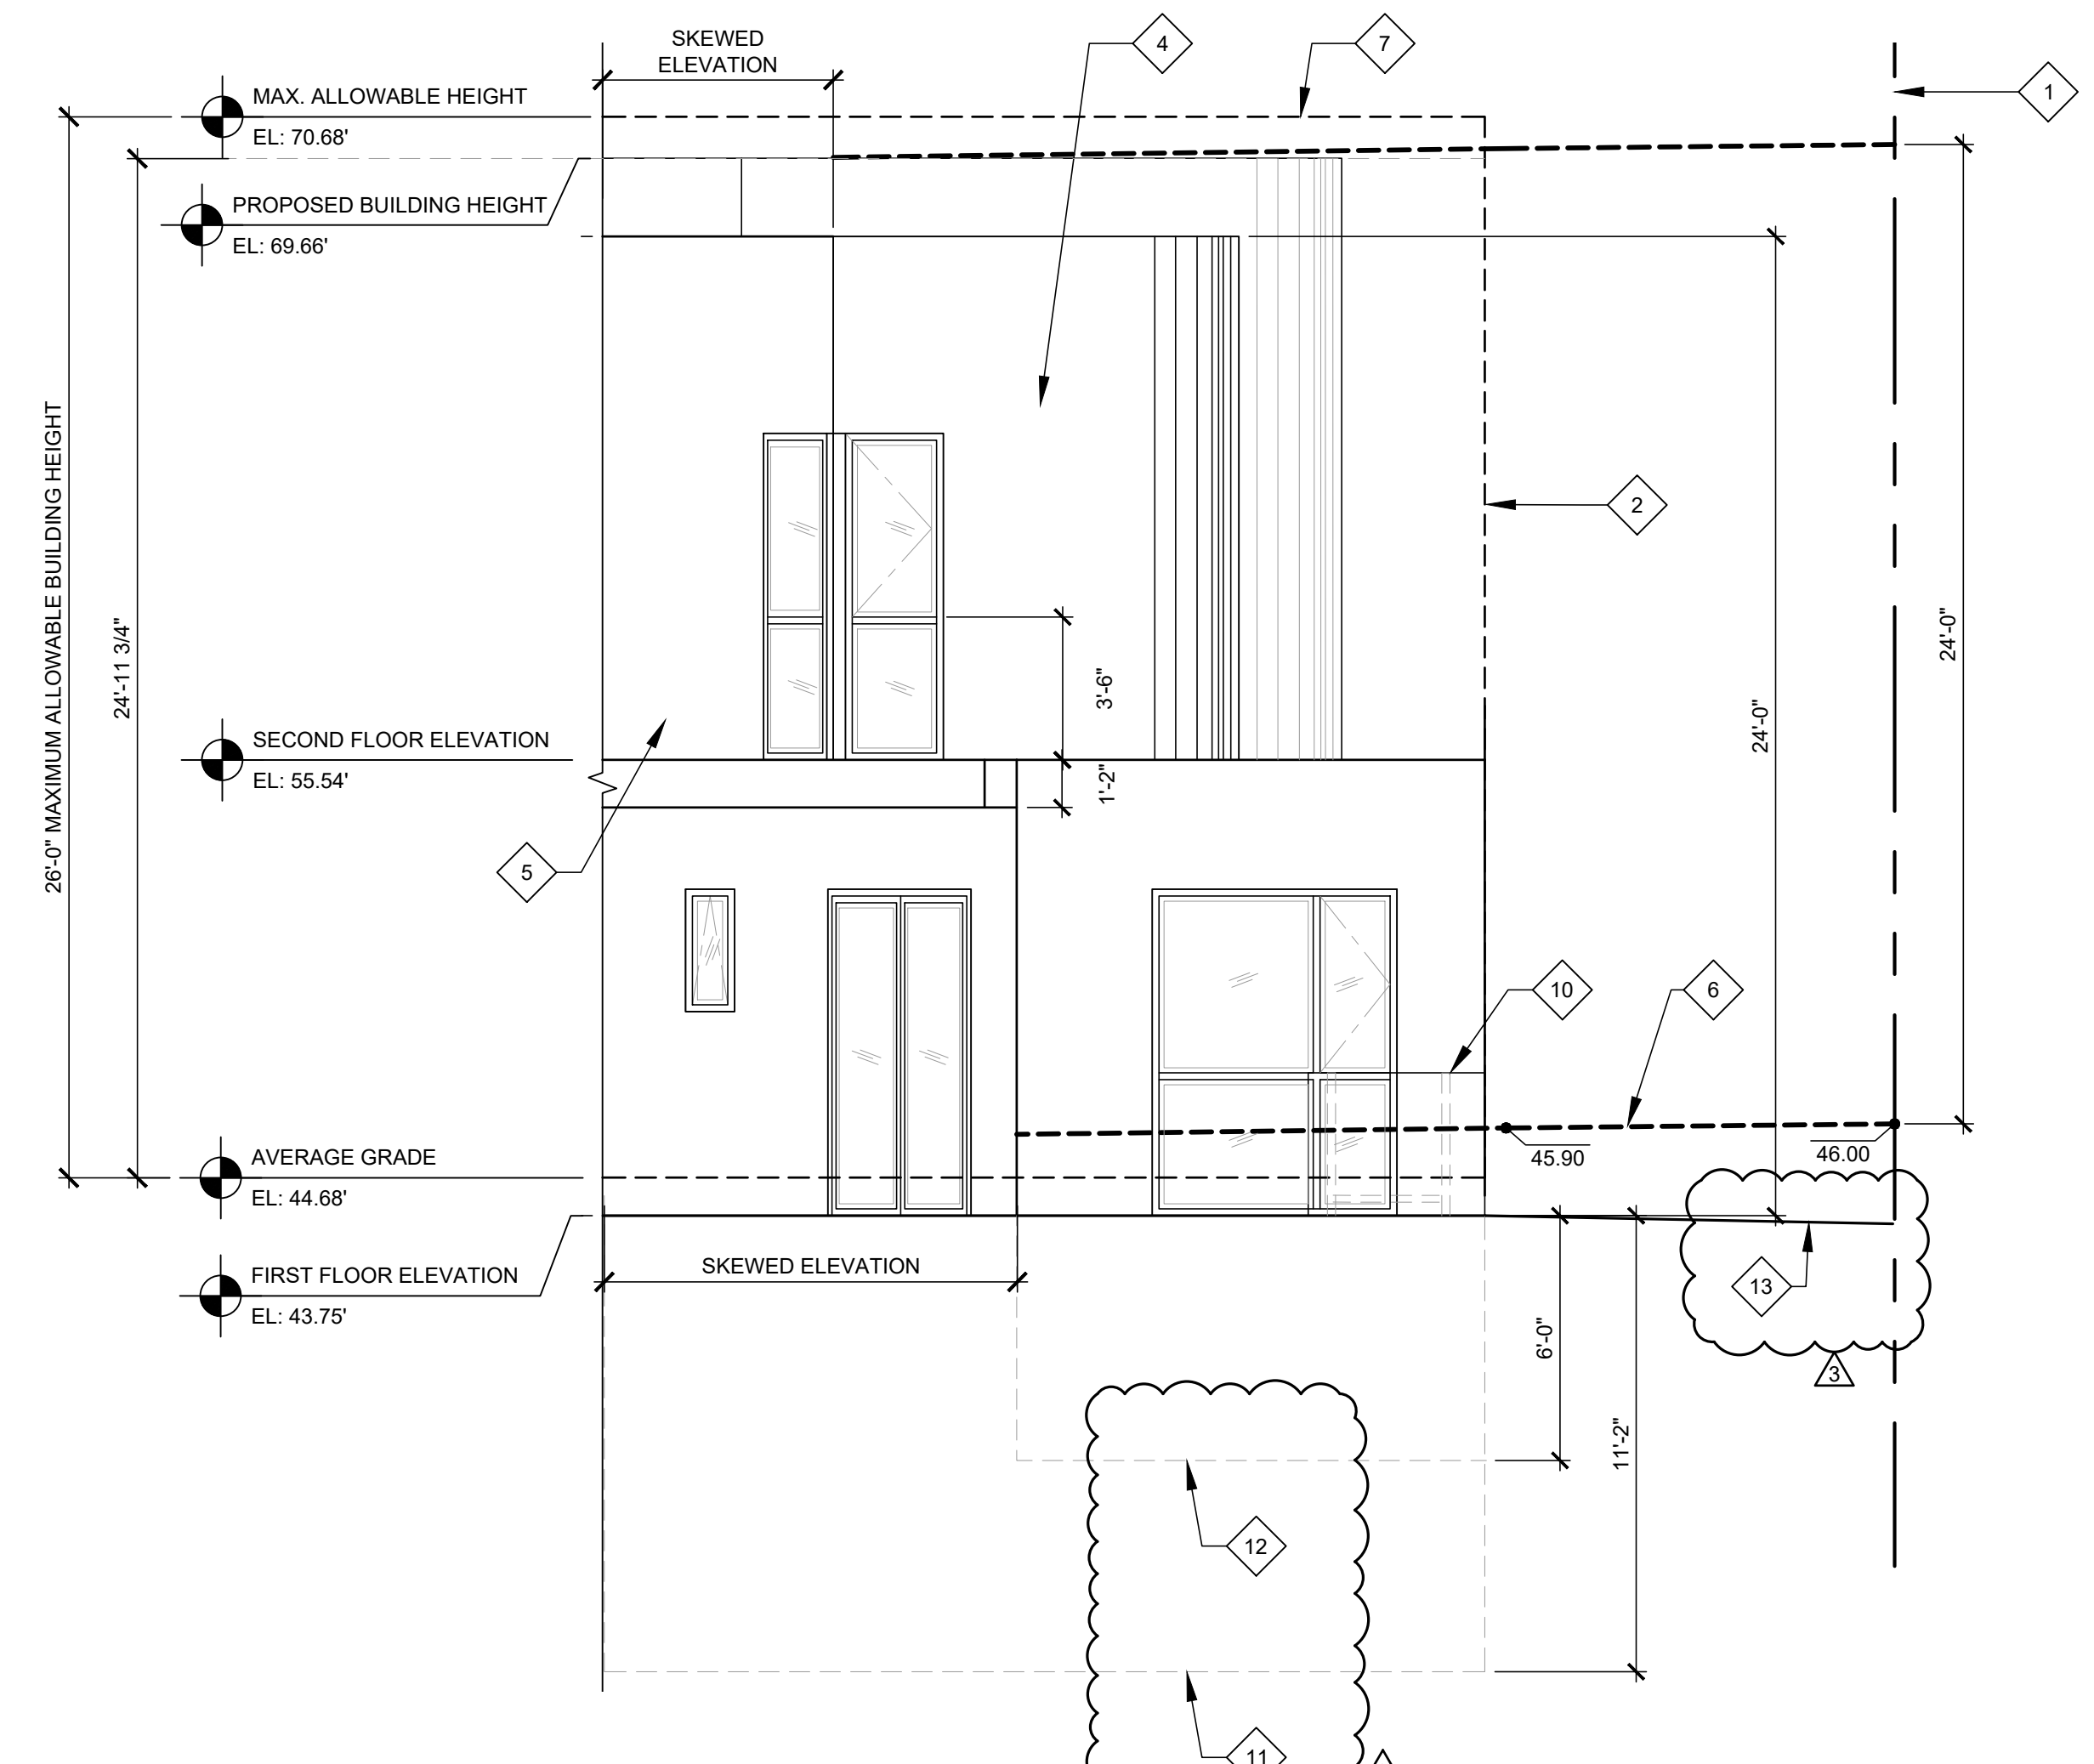 SKEWED
ELEVATION
4
7
1
MAX. ALLOWABLE HEIGHT
EL: 70.68'
PROPOSED BUILDING HEIGHT
EL: 69.66'
2
26'-0" MAXIMUM ALLOWABLE BUILDING HEIGHT
24'-11 3/4"
3'-6"
24'-0"
24'-0"
SECOND FLOOR ELEVATION
EL: 55.54'
1'-2"
5
10
6
45.90
46.00
AVERAGE GRADE
EL: 44.68'
SKEWED ELEVATION
FIRST FLOOR ELEVATION
EL: 43.75'
13
3
6'-0"
11'-2"
12
11